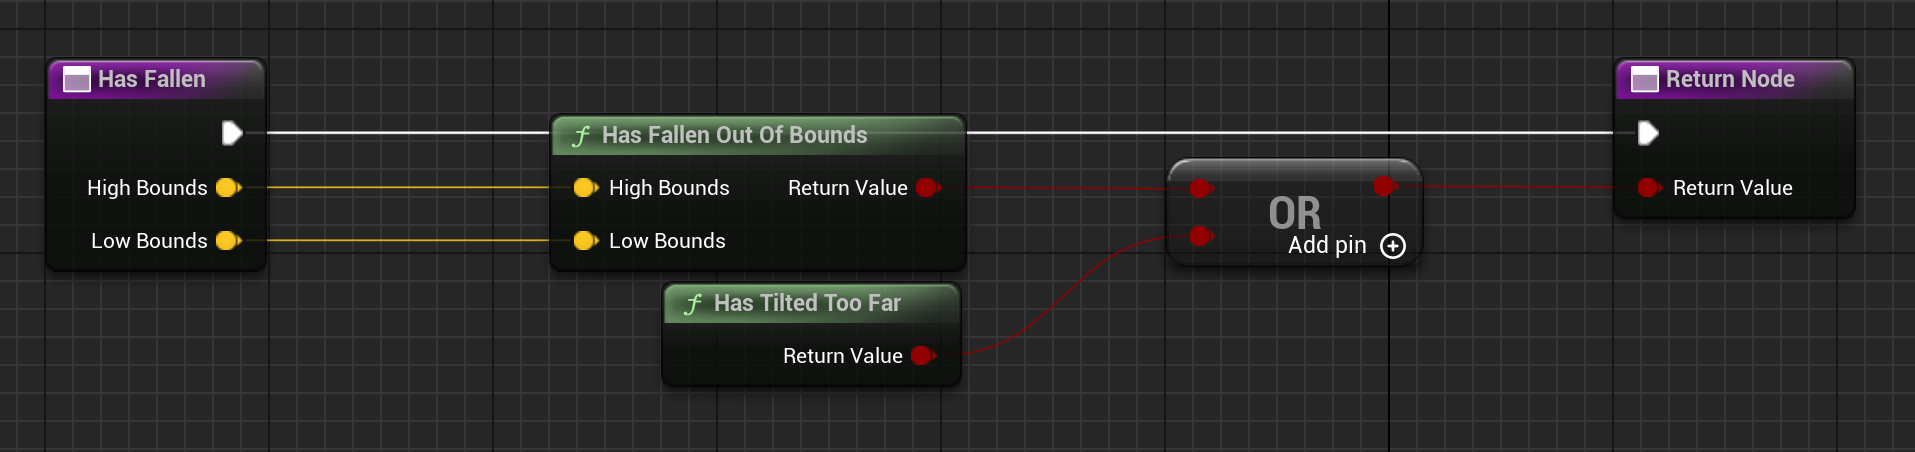 Has Fallen
High Bounds
Low Bounds
f Has Fallen Out Of Bounds
High Bounds Return Value
Low Bounds
f Has Tilted Too Far
Return Value
OR
Add pin
Return Node
Return Value